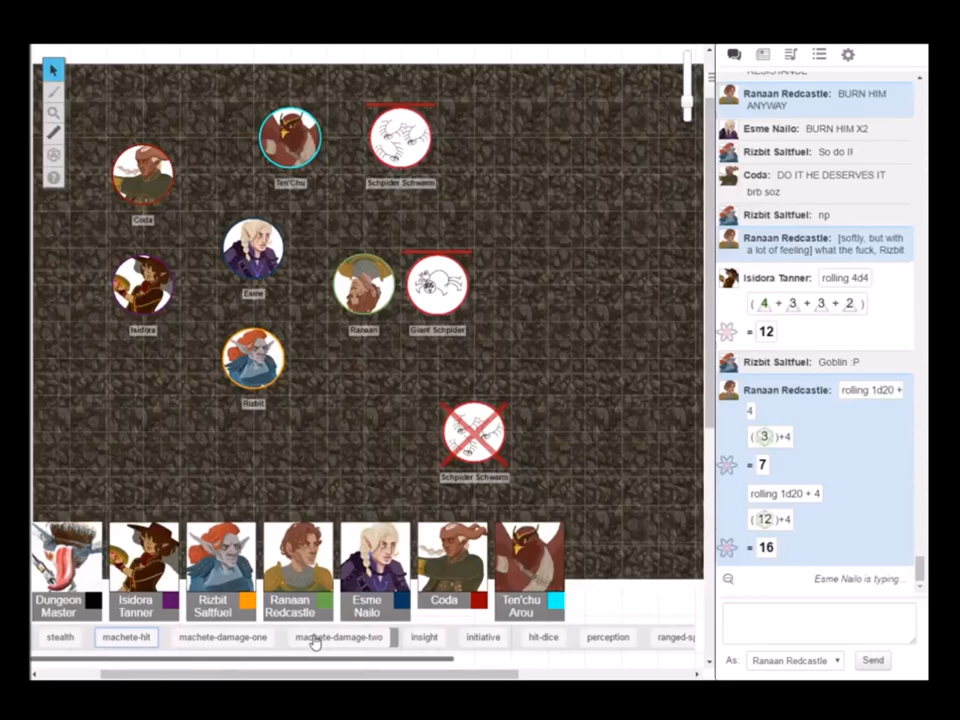 Ten'Chu
Schpider Schwarm
Coda
Esme
Isidora
Ranaan
Giant Schpider
Rizbit
Schpider Schwarm
Dungeon
Master
Isidora
Tanner
Rizbit
Saltfuel
Ranaan
Redcastle
Esme
Nailo
Coda
Ten'chu
Arou
stealth
machete-hit
machete-damage-one
machete-damage-two
insight
initiative
hit-dice
perception
ranged-sp
RESISTANCE
Ranaan Redcastle: BURN HIM
ANYWAY
Esme Nailo: BURN HIM X2
Rizbit Saltfuel: So do I!
Coda: DO IT HE DESERVES IT
brb soz
Rizbit Saltfuel: np
Ranaan Redcastle: [softly, but with
a lot of feeling] what the fuck, Rizbit
Isidora Tanner: rolling 4d4
( 4 + 3 + 3 + 2 )
= 12
Rizbit Saltfuel: Goblin :P
Ranaan Redcastle: rolling 1d20 +
4
( 3 )+4
= 7
rolling 1d20 + 4
( 12 )+4
= 16
Esme Nailo is typing...
As: Ranaan Redcastle Send